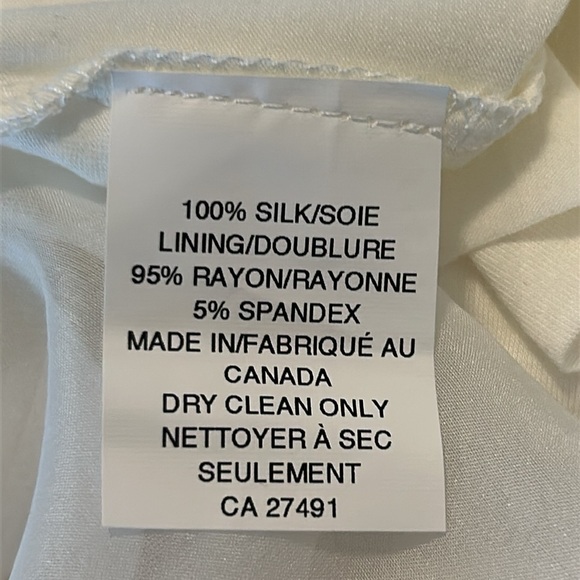 100% SILK/SOIE
LINING/DOUBLURE
95% RAYON/RAYONNE
5% SPANDEX
MADE IN/FABRIQUÉ AU
CANADA
DRY CLEAN ONLY
NETTOYER À SEC
SEULEMENT
CA 27491